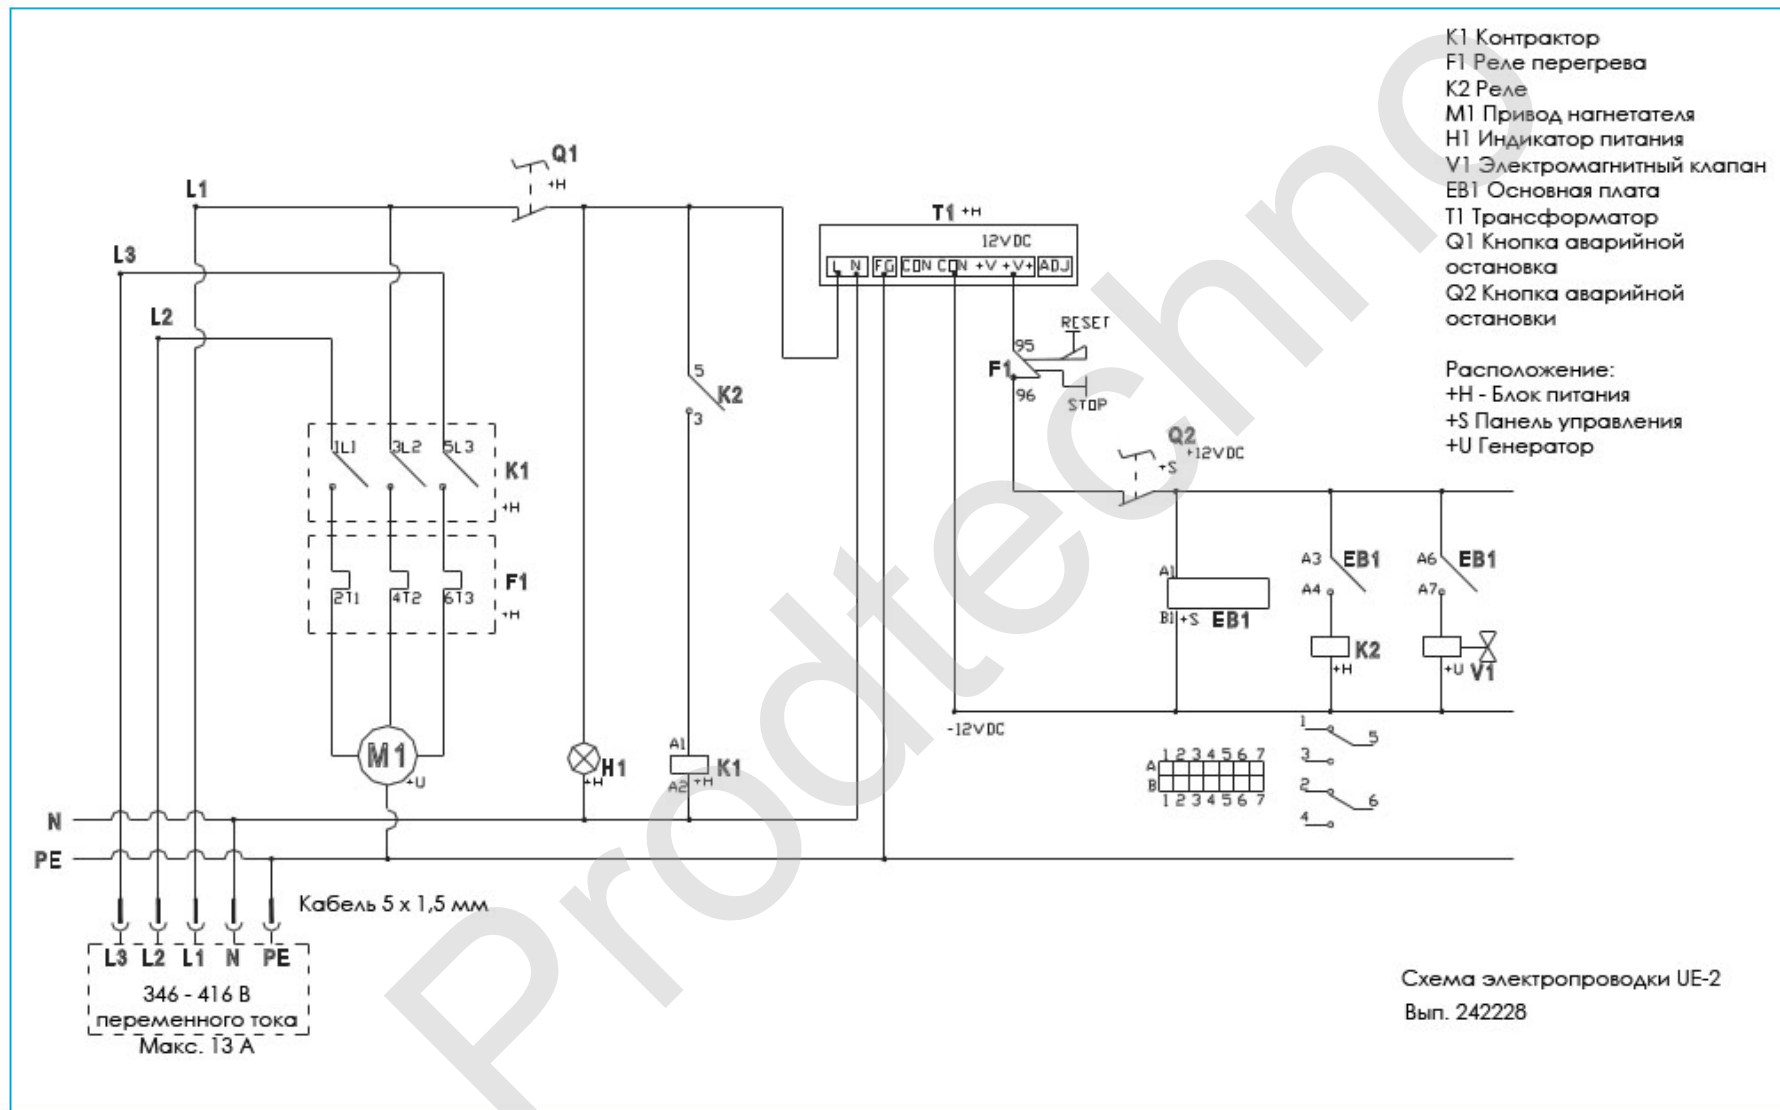 K1 Контрактор
F1 Реле перегрева
K2 Реле
M1 Привод нагнетателя
H1 Индикатор питания
V1 Электромагнитный клапан
EB1 Основная плата
T1 Трансформатор
Q1 Кнопка аварийной
остановка
Q2 Кнопка аварийной
остановки
Расположение:
+H - Блок питания
+S Панель управления
+U Генератор
Q1
+H
L1
L3
L2
T1 +H
12VDC
L N FG CON CON +V +V+ ADJ
RESET
95
F1
96
STOP
5
K2
3
Q2
+12VDC
+S
1L1 3L2 5L3
K1
+H
F1
2T1 4T2 6T3
+H
A3 EB1
A4
A6 EB1
A7
A1
B1 +S EB1
K2
+H
+U V1
-12VDC
M1
+U
H1
+H
A1
K1
A2 +H
1 2 3 4 5 6 7
A
B
1 2 3 4 5 6 7
1
5
3
2
6
4
N
PE
Кабель 5 x 1,5 мм
L3 L2 L1 N PE
346 - 416 В
переменного тока
Макс. 13 А
Схема электропроводки UE-2
Вып. 242228
Prodtechno